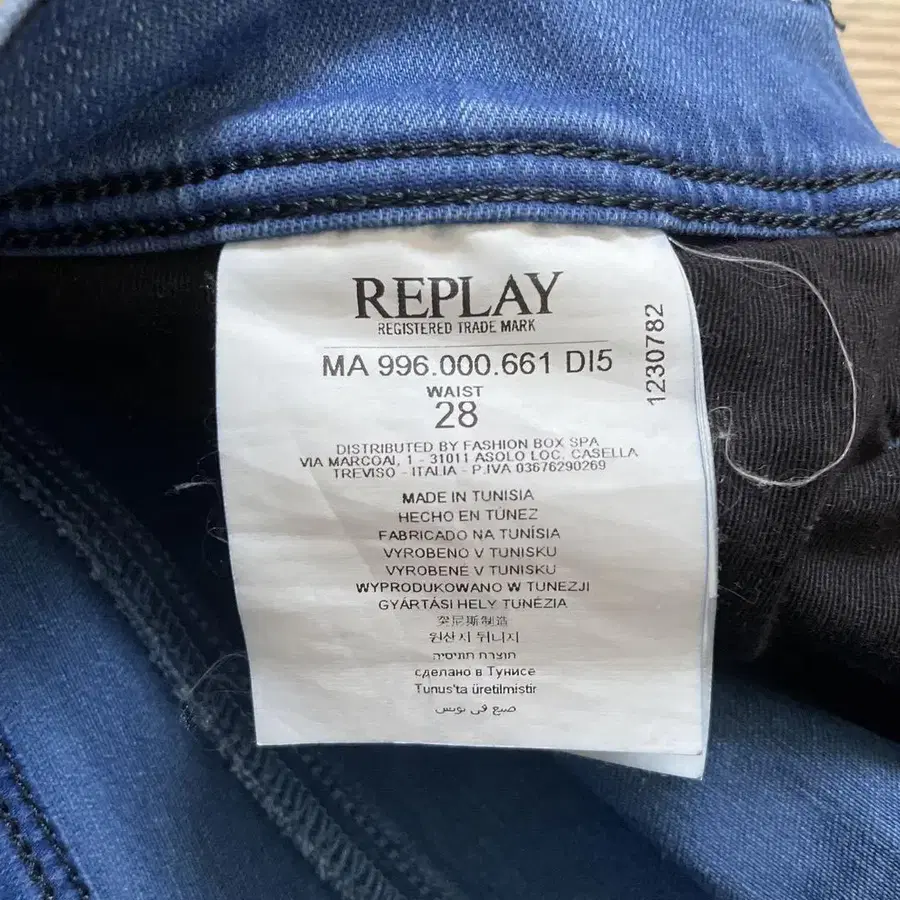 REPLAY
REGISTERED TRADE MARK
MA 996.000.661 DI5
WAIST
28
DISTRIBUTED BY FASHION BOX SPA
VIA MARCOAI, 1 - 31011 ASOLO LOC. CASELLA
TREVISO - ITALIA - P.IVA 03676290269
MADE IN TUNISIA
HECHO EN TÚNEZ
FABRICADO NA TUNÍSIA
VYROBENO V TUNISKU
VYROBENÉ V TUNISKU
WYPRODUKOWANO W TUNEZJI
GYÁRTÁSI HELY TUNÉZIA
突尼斯制造
원산지 튀니지
תוצרת תוניסיה
сделано в Тунисе
Tunus'ta üretilmistir
صنع في تونس
1230782